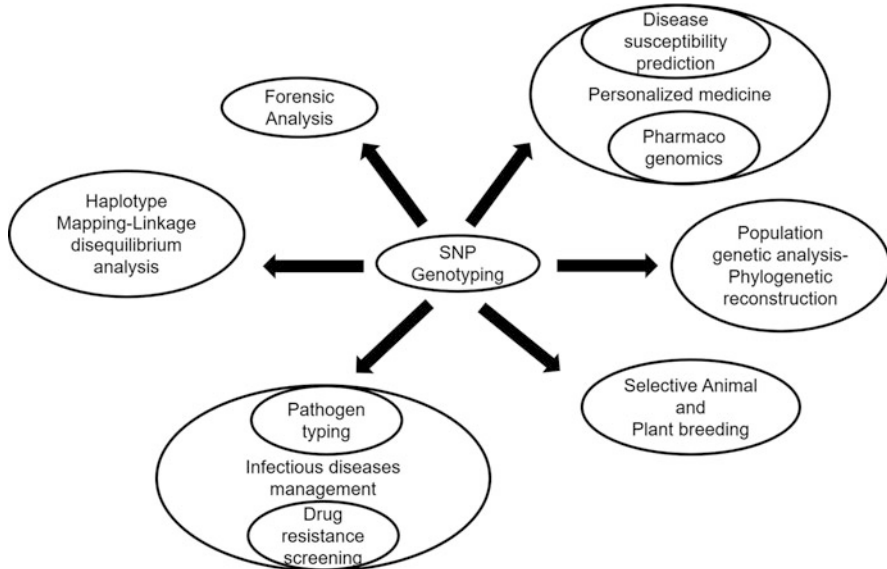 Disease
susceptibility
prediction
Personalized medicine
Pharmaco
genomics
Forensic
Analysis
Haplotype
Mapping-Linkage
disequilibrium
analysis
SNP
Genotyping
Population
genetic analysis-
Phylogenetic
reconstruction
Selective Animal
and
Plant breeding
Pathogen
typing
Infectious diseases
management
Drug
resistance
screening